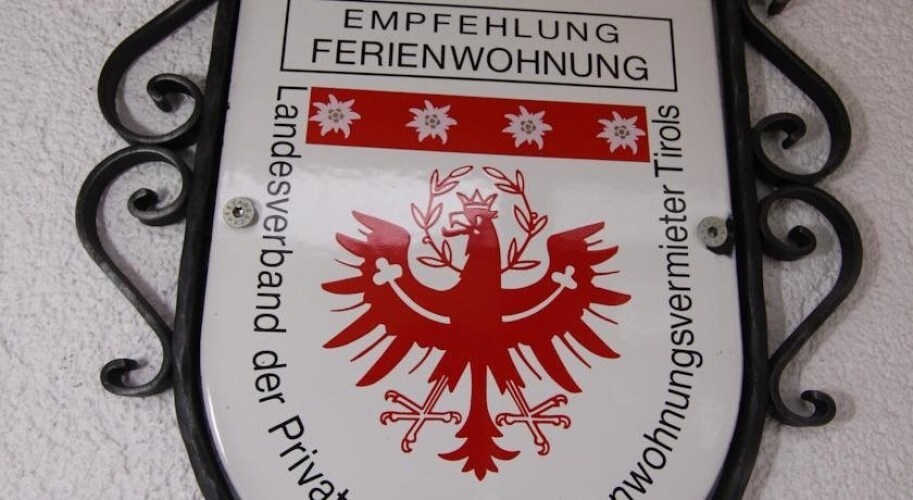 EMPFEHLUNG
FERIENWOHNUNG
Landesverband der Privat
nwohnungsvermieter Tirols